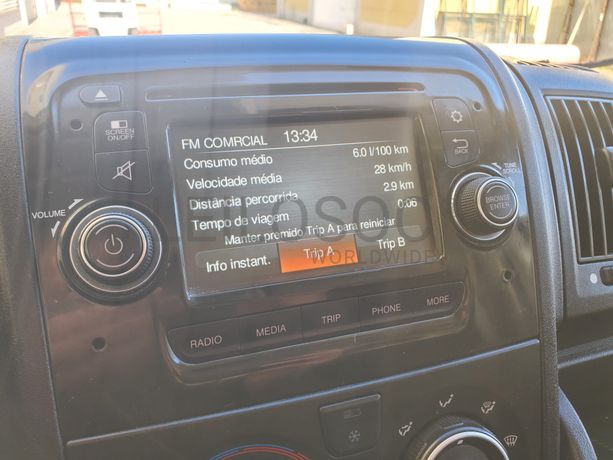 SCREEN
ON/OFF
FM COMRCIAL 13:34
Consumo médio 6.0 l/100 km
Velocidade média 28 km/h
Distância percorrida 2.9 km
Tempo de viagem 0:06
Manter premido Trip A para reiniciar
Info instant. Trip A Trip B
WORLDWIDE
BACK
VOLUME
TUNE
SCROLL
BROWSE
ENTER
RADIO MEDIA TRIP PHONE MORE